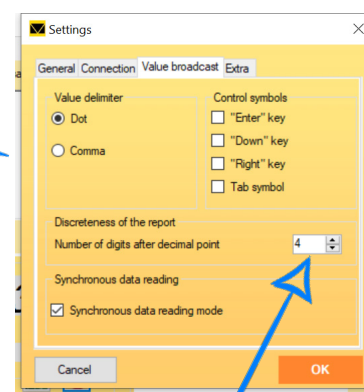 Settings
General Connection Value broadcast Extra
Value delimiter
Dot
Comma
Control symbols
"Enter" key
"Down" key
"Right" key
Tab symbol
Discreteness of the report
Number of digits after decimal point 4
Synchronous data reading
Synchronous data reading mode
Cancel OK